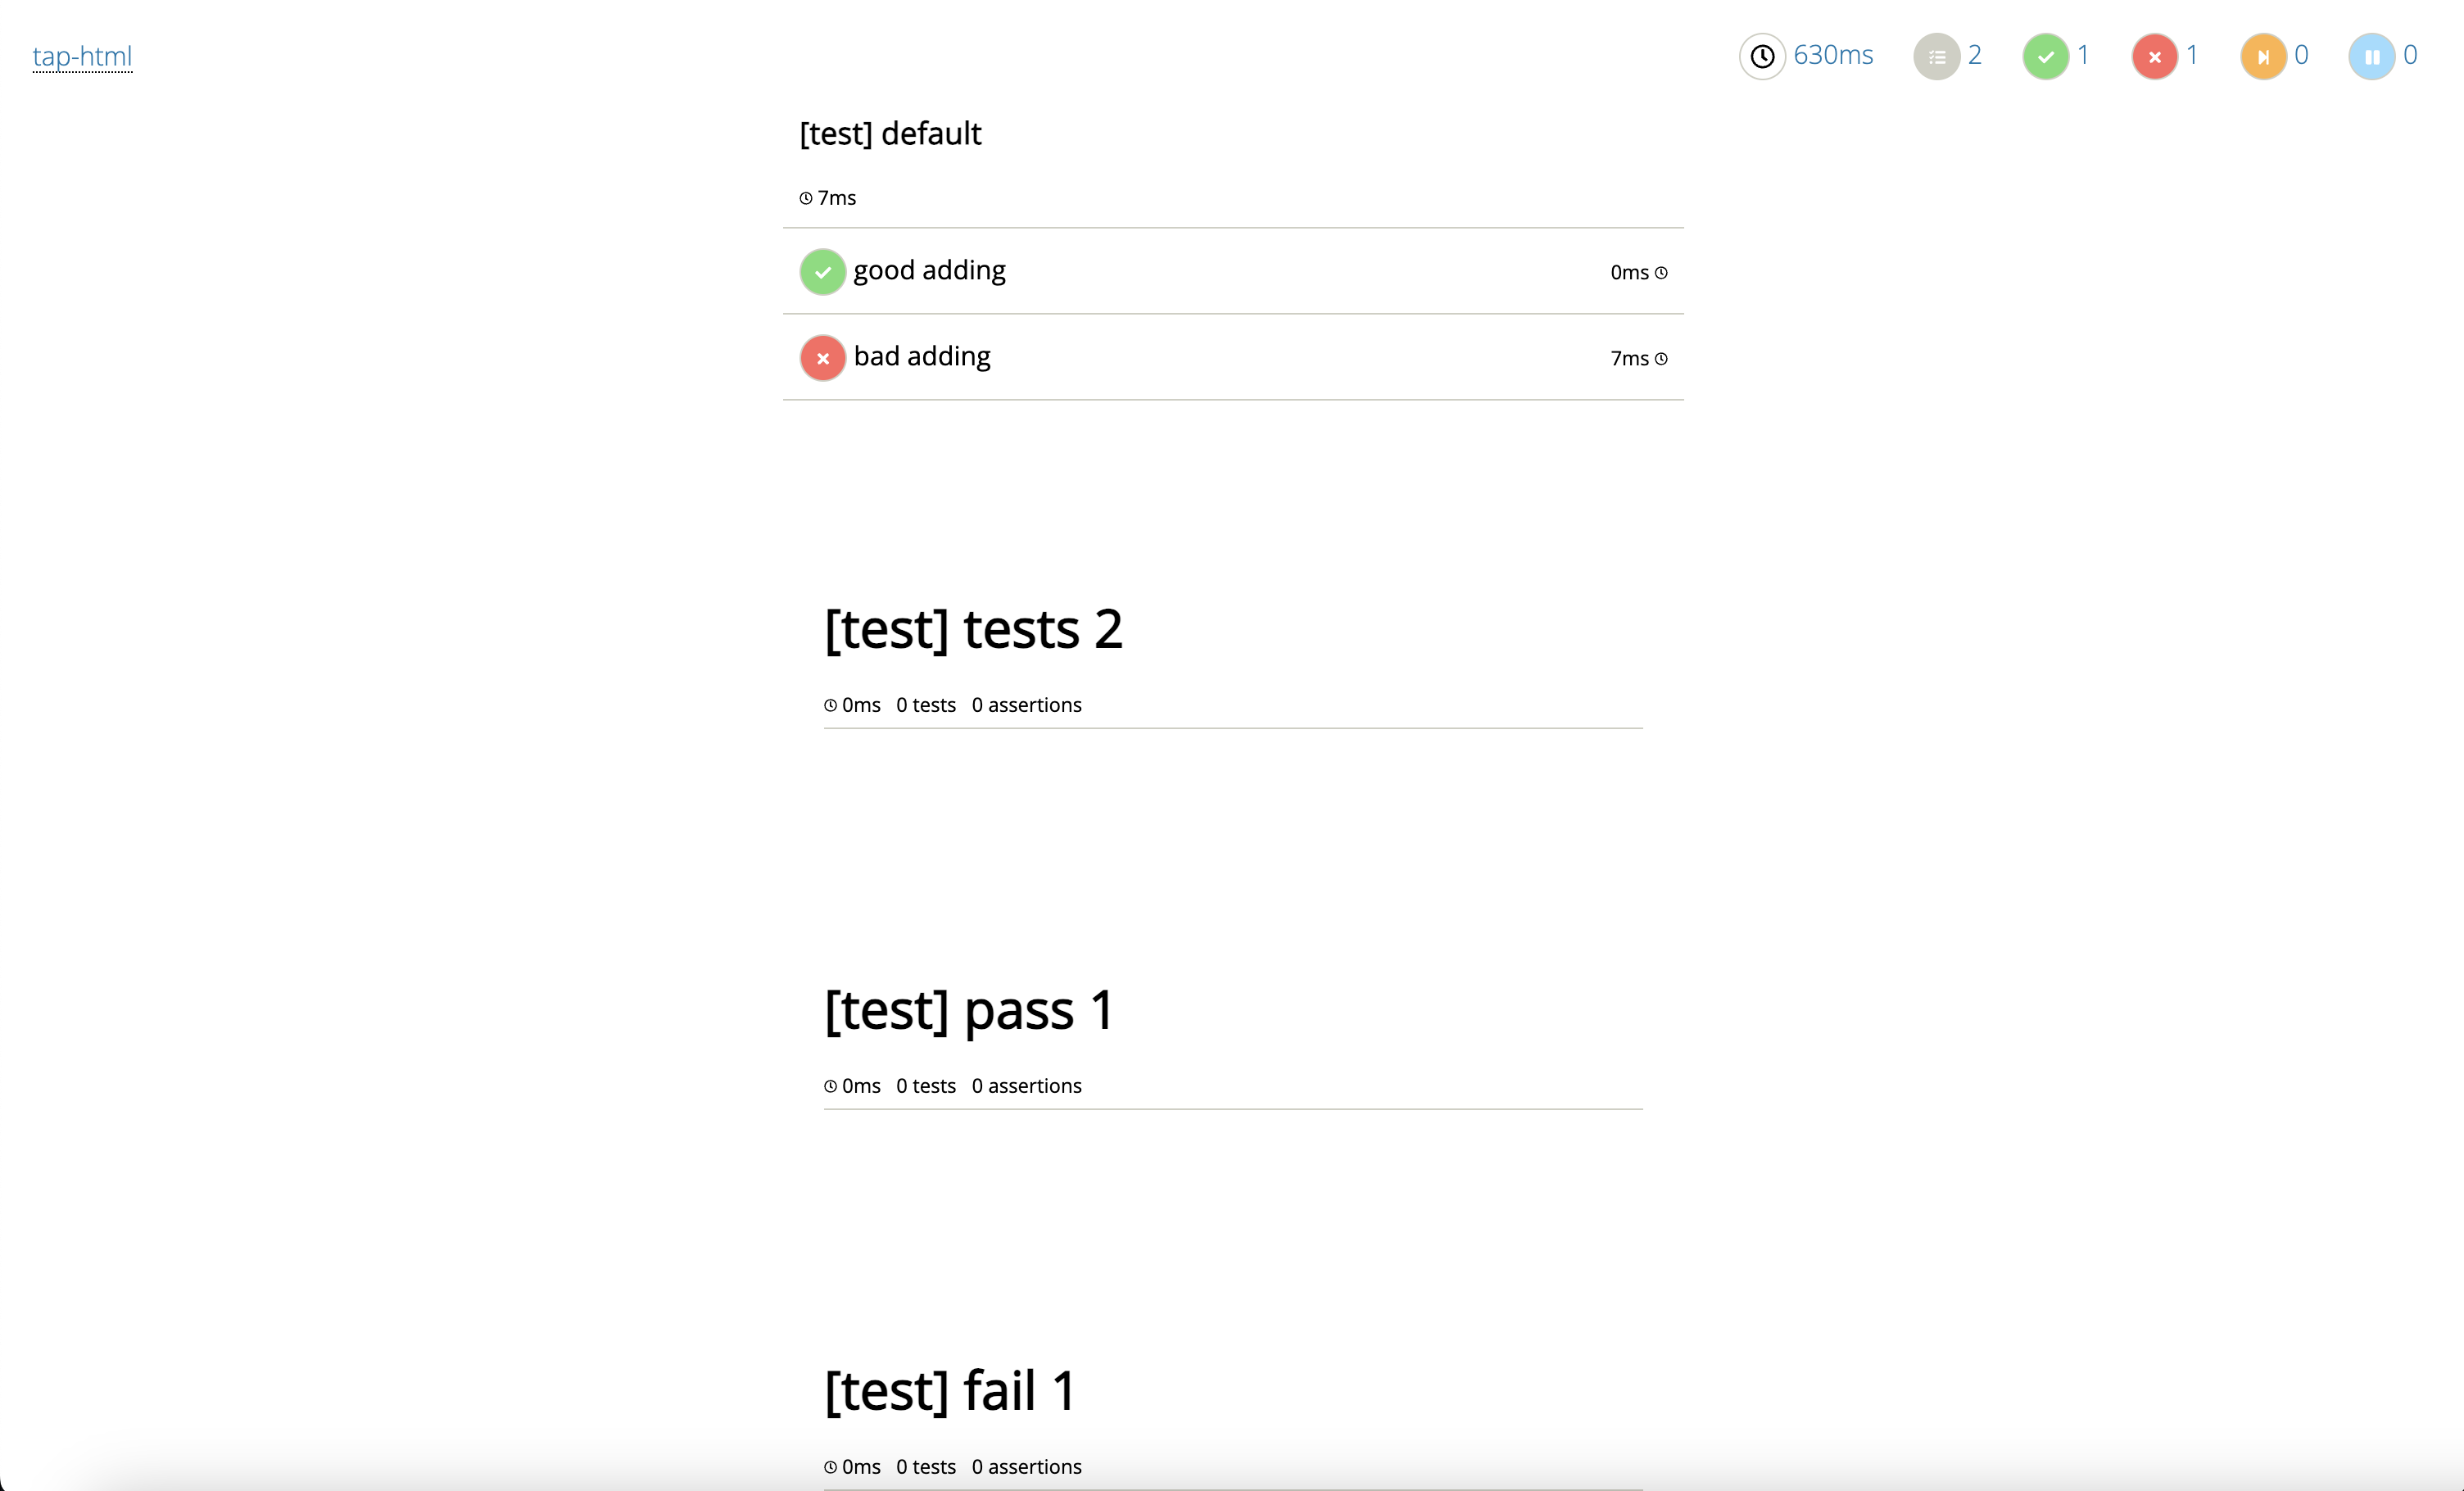 tap-html 630ms 2 1 1 0 0
[test] default
7ms
good adding 0ms
bad adding 7ms
[test] tests 2
0ms 0 tests 0 assertions
[test] pass 1
0ms 0 tests 0 assertions
[test] fail 1
0ms 0 tests 0 assertions